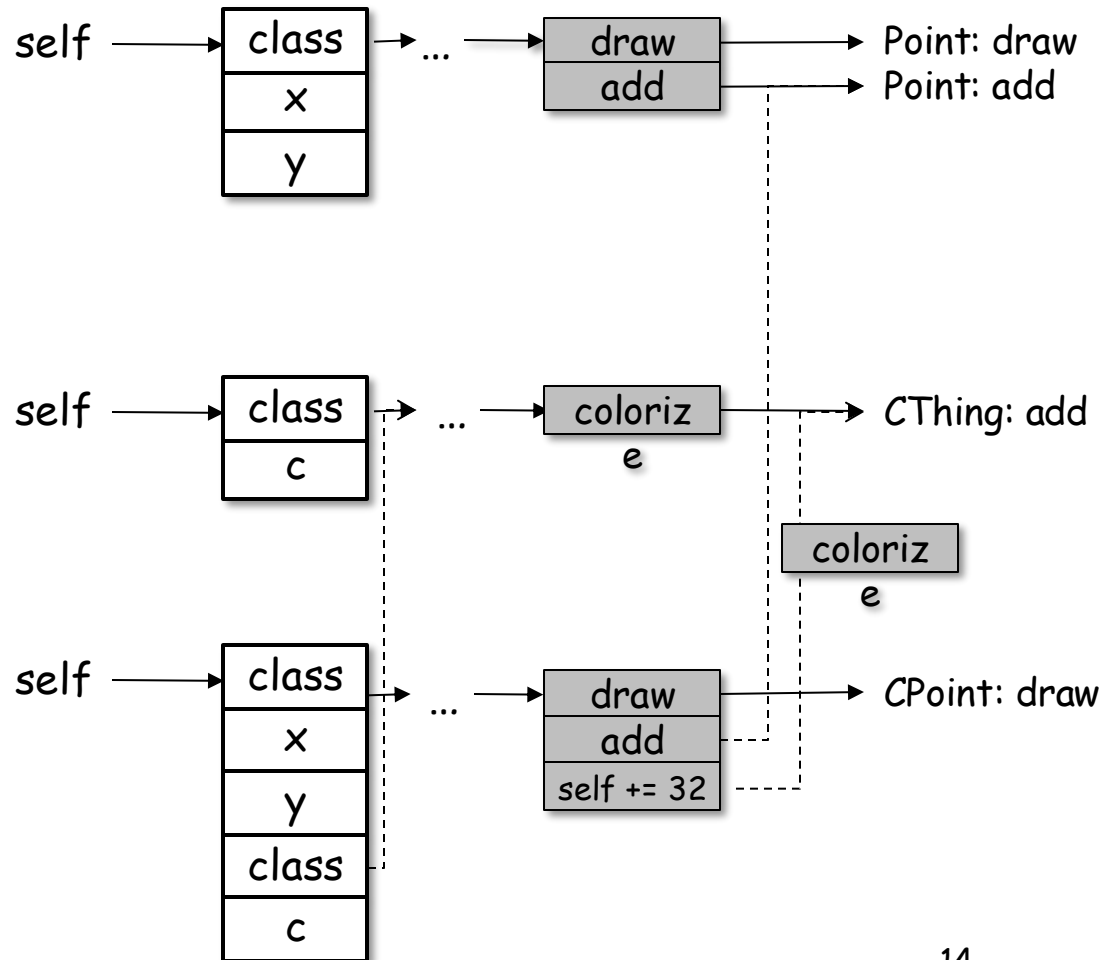 self
class
...
draw
Point: draw
x
add
Point: add
y
self
class
...
coloriz
e
CThing: add
c
coloriz
e
self
class
...
draw
CPoint: draw
x
add
y
self += 32
class
c
14